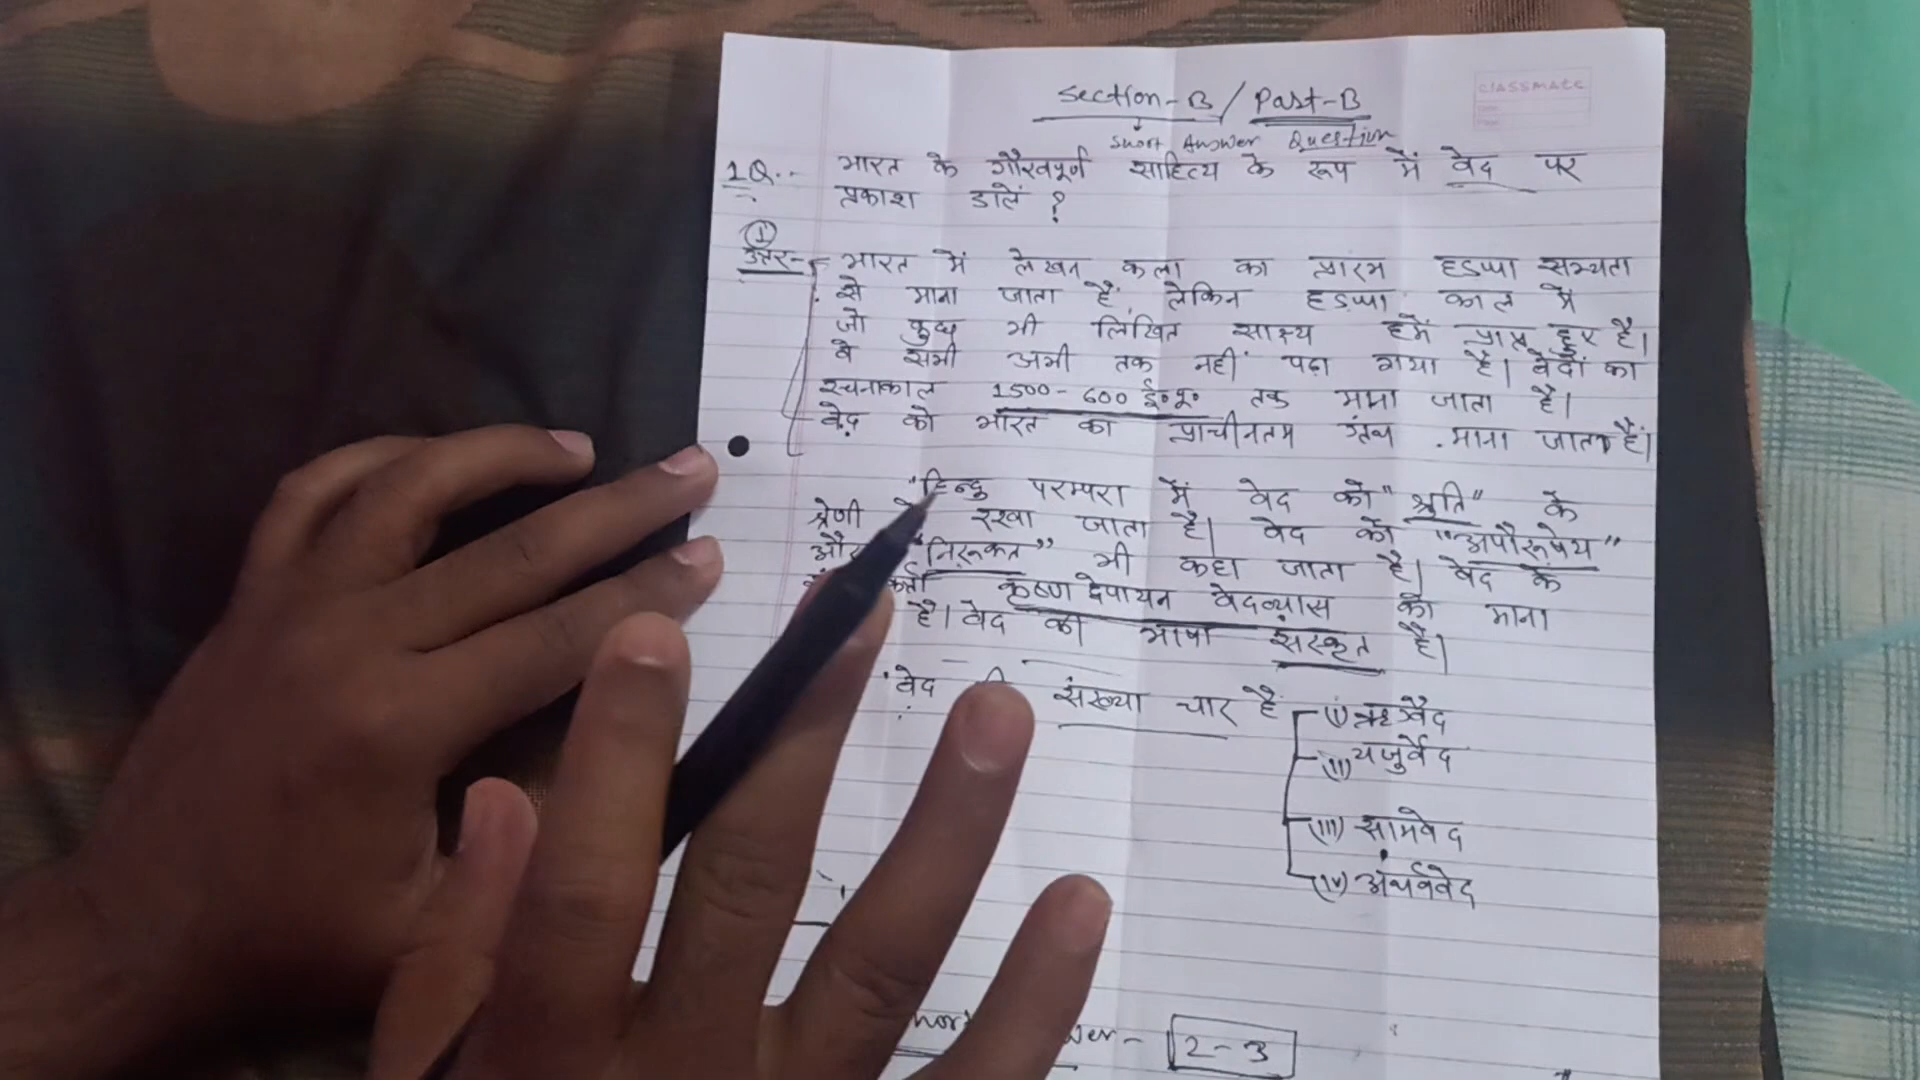 Section-B / Part-B
CLASSMATE
Short Answer Question
1Q.- भारत के गौरवपूर्ण साहित्य के रूप में वेद पर
प्रकाश डालें ?
①
उत्तर- भारत में लेखन कला का प्रारंभ हड़प्पा सभ्यता
से माना जाता है, लेकिन हड़प्पा काल में
जो कुछ भी लिखित साक्ष्य हमें प्राप्त हुए है।
वे सभी अभी तक नहीं पढ़ा गया है। वेदों का
रचनाकाल 1500-600 ई०पू० तक माना जाता है।
वेद को भारत का प्राचीनतम ग्रंथ माना जाता है।
हिन्दु परम्परा में वेद को "श्रुति" के
श्रेणी रखा जाता है। वेद को "अपौरूषेय"
और "निरूक्त" भी कहा जाता है। वेद के
कृष्ण द्वेपायन वेदव्यास को माना
है। वेद की भाषा संस्कृत है।
वेद संख्या चार है
(i) ऋग्वेद
(ii) यजुर्वेद
(iii) सामवेद
(iv) अथर्ववेद
2-3